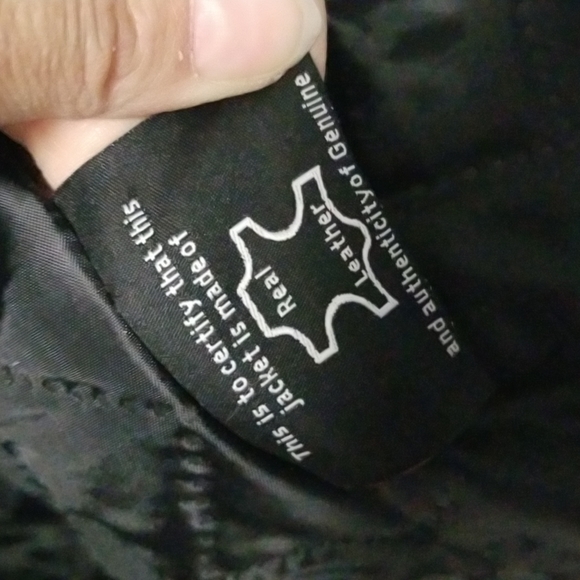 This is to certify that this
jacket is made of
Real
Leather
and authenticity of Genuine